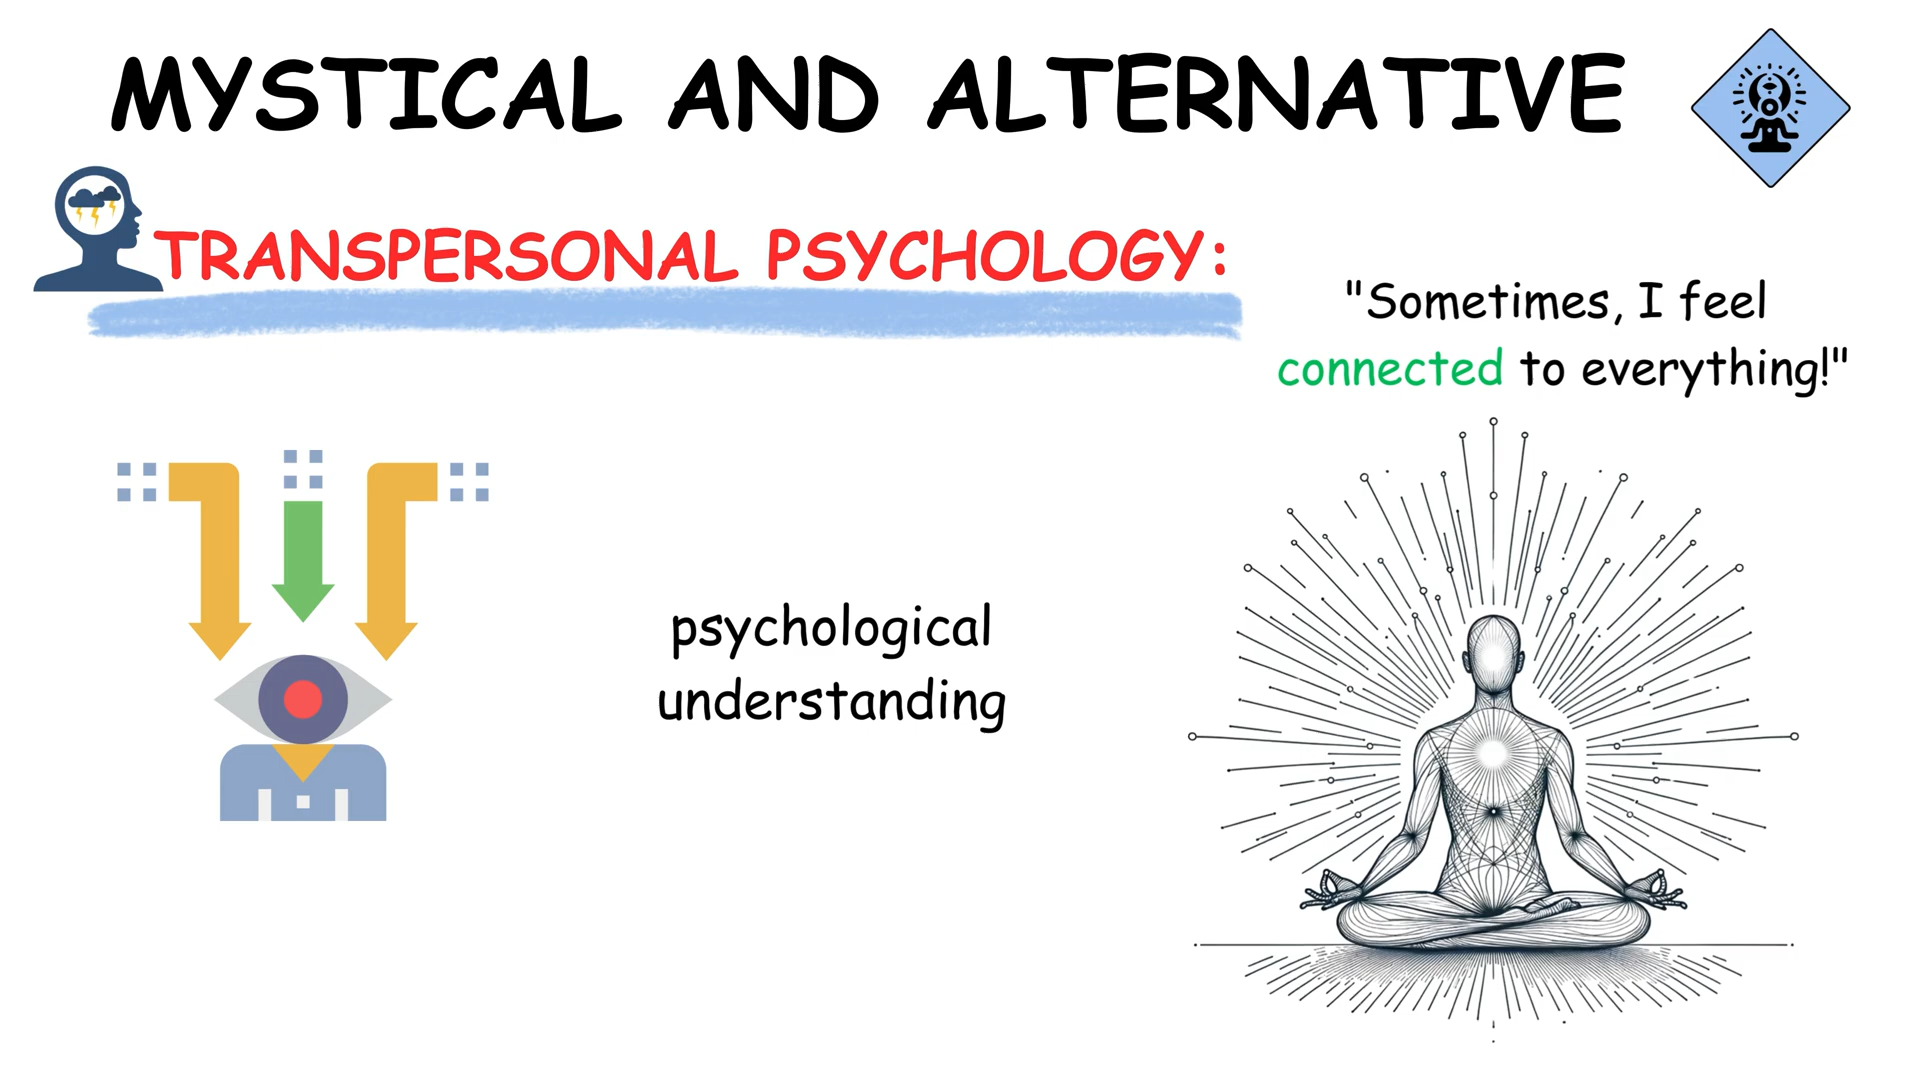 MYSTICAL AND ALTERNATIVE
TRANSPERSONAL PSYCHOLOGY:
"Sometimes, I feel
connected to everything!"
psychological
understanding